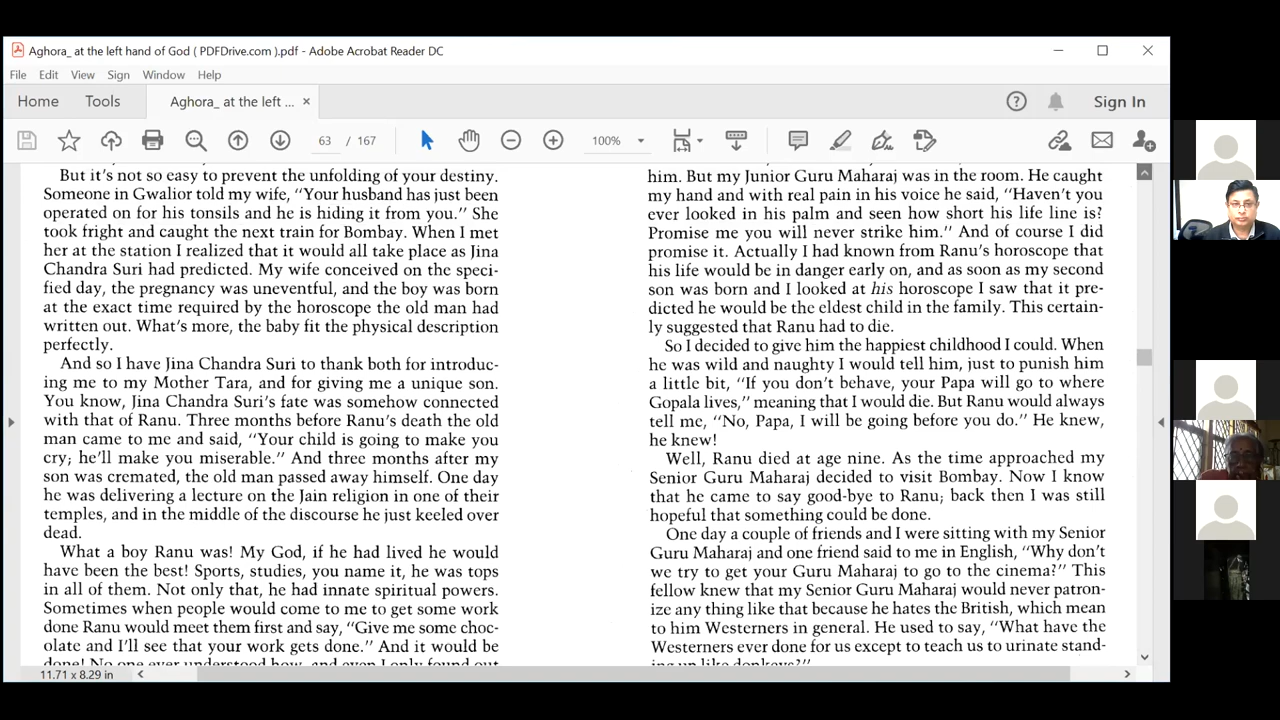 Aghora_ at the left hand of God ( PDFDrive.com ).pdf - Adobe Acrobat Reader DC
File Edit View Sign Window Help
Home Tools Aghora_ at the left ... × Sign In
63 / 167 100%
But it's not so easy to prevent the unfolding of your destiny.
Someone in Gwalior told my wife, "Your husband has just been
operated on for his tonsils and he is hiding it from you." She
took fright and caught the next train for Bombay. When I met
her at the station I realized that it would all take place as Jina
Chandra Suri had predicted. My wife conceived on the speci-
fied day, the pregnancy was uneventful, and the boy was born
at the exact time required by the horoscope the old man had
written out. What's more, the baby fit the physical description
perfectly.
And so I have Jina Chandra Suri to thank both for introduc-
ing me to my Mother Tara, and for giving me a unique son.
You know, Jina Chandra Suri's fate was somehow connected
with that of Ranu. Three months before Ranu's death the old
man came to me and said, "Your child is going to make you
cry; he'll make you miserable." And three months after my
son was cremated, the old man passed away himself. One day
he was delivering a lecture on the Jain religion in one of their
temples, and in the middle of the discourse he just keeled over
dead.
What a boy Ranu was! My God, if he had lived he would
have been the best! Sports, studies, you name it, he was tops
in all of them. Not only that, he had innate spiritual powers.
Sometimes when people would come to me to get some work
done Ranu would meet them first and say, "Give me some choc-
olate and I'll see that your work gets done." And it would be
done! No one ever understood how, and even I only found out
him. But my Junior Guru Maharaj was in the room. He caught
my hand and with real pain in his voice he said, "Haven't you
ever looked in his palm and seen how short his life line is?
Promise me you will never strike him." And of course I did
promise it. Actually I had known from Ranu's horoscope that
his life would be in danger early on, and as soon as my second
son was born and I looked at his horoscope I saw that it pre-
dicted he would be the eldest child in the family. This certain-
ly suggested that Ranu had to die.
So I decided to give him the happiest childhood I could. When
he was wild and naughty I would tell him, just to punish him
a little bit, "If you don't behave, your Papa will go to where
Gopala lives," meaning that I would die. But Ranu would always
tell me, "No, Papa, I will be going before you do." He knew,
he knew!
Well, Ranu died at age nine. As the time approached my
Senior Guru Maharaj decided to visit Bombay. Now I know
that he came to say good-bye to Ranu; back then I was still
hopeful that something could be done.
One day a couple of friends and I were sitting with my Senior
Guru Maharaj and one friend said to me in English, "Why don't
we try to get your Guru Maharaj to go to the cinema?" This
fellow knew that my Senior Guru Maharaj would never patron-
ize any thing like that because he hates the British, which mean
to him Westerners in general. He used to say, "What have the
Westerners ever done for us except to teach us to urinate stand-
ing up like donkeys?"
11.71 x 8.29 in